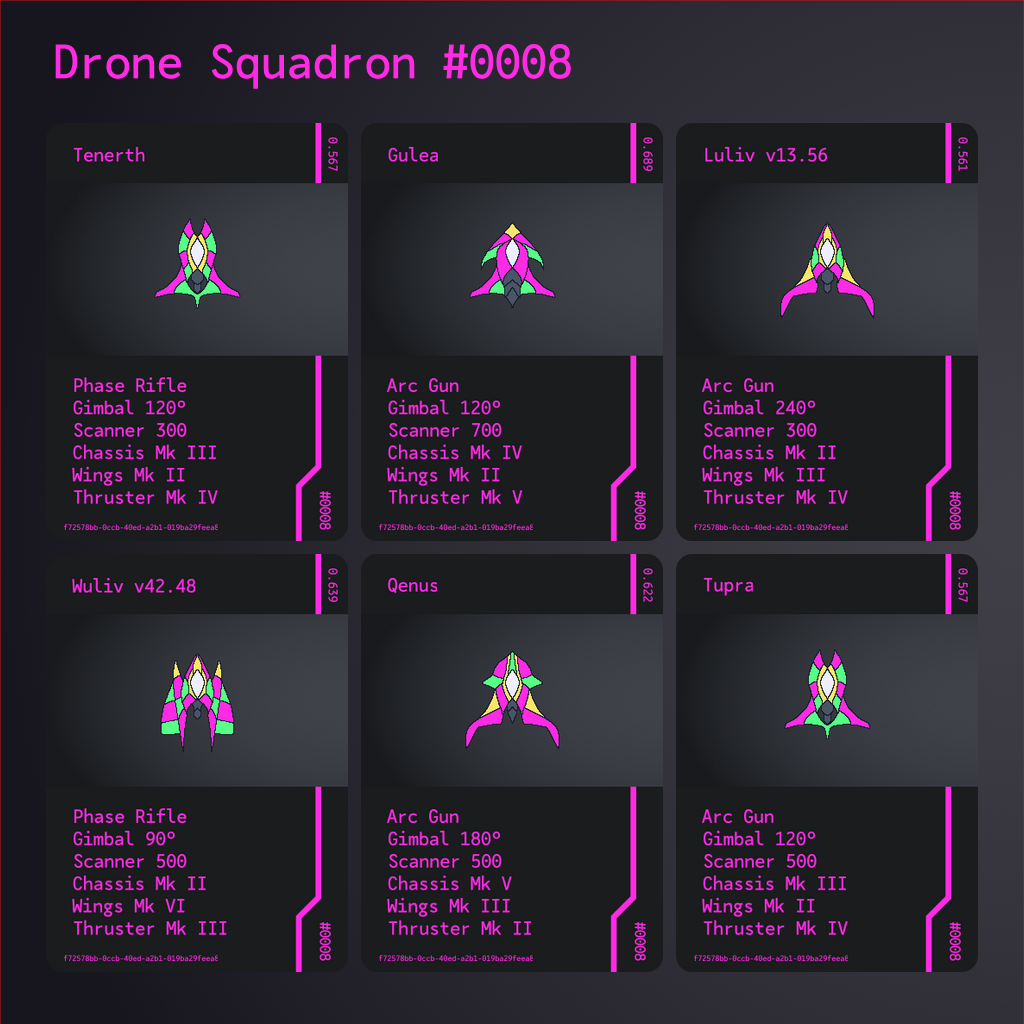 Drone Squadron #0008
Tenerth
0.567
Phase Rifle
Gimbal 120°
Scanner 300
Chassis Mk III
Wings Mk II
Thruster Mk IV
#0008
f72578bb-0ccb-40ed-a2b1-019ba29feea8
Gulea
0.689
Arc Gun
Gimbal 120°
Scanner 700
Chassis Mk IV
Wings Mk II
Thruster Mk V
#0008
f72578bb-0ccb-40ed-a2b1-019ba29feea8
Luliv v13.56
0.561
Arc Gun
Gimbal 240°
Scanner 300
Chassis Mk II
Wings Mk III
Thruster Mk IV
#0008
f72578bb-0ccb-40ed-a2b1-019ba29feea8
Wuliv v42.48
0.639
Phase Rifle
Gimbal 90°
Scanner 500
Chassis Mk II
Wings Mk VI
Thruster Mk III
#0008
f72578bb-0ccb-40ed-a2b1-019ba29feea8
Qenus
0.622
Arc Gun
Gimbal 180°
Scanner 500
Chassis Mk V
Wings Mk III
Thruster Mk II
#0008
f72578bb-0ccb-40ed-a2b1-019ba29feea8
Tupra
0.567
Arc Gun
Gimbal 120°
Scanner 500
Chassis Mk III
Wings Mk II
Thruster Mk IV
#0008
f72578bb-0ccb-40ed-a2b1-019ba29feea8